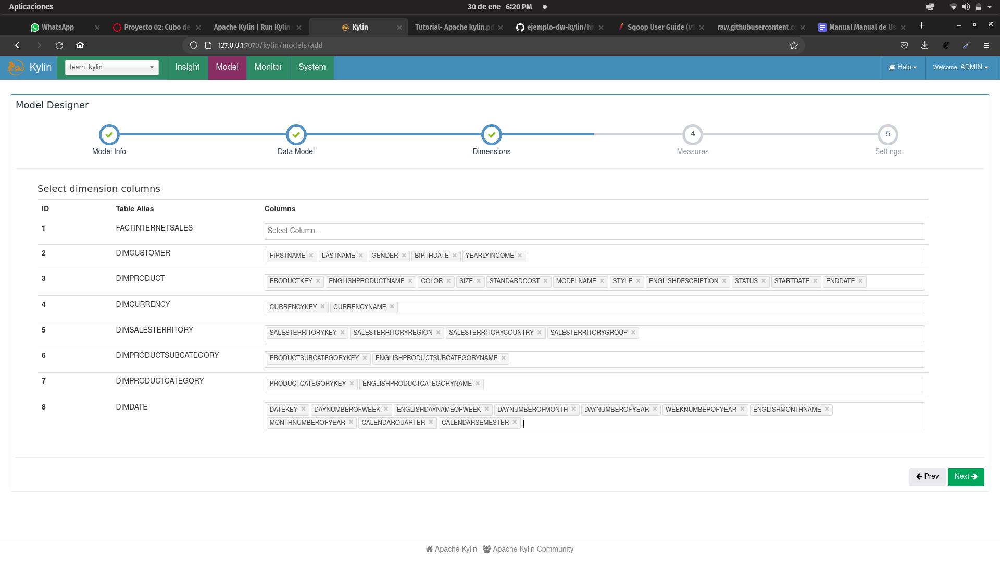 Aplicaciones
30 de ene 6:20 PM
WhatsApp
Proyecto 02: Cubo de
Apache Kylin | Run Kylin
Kylin
Tutorial- Apache kylin.pd
ejemplo-dw-kylin/hi
Sqoop User Guide (v1
raw.githubusercontent.c
Manual Manual de Us
127.0.0.1:7070/kylin/models/add
Kylin
learn_kylin
Insight
Model
Monitor
System
Help
Welcome, ADMIN
Model Designer
4
5
Model Info
Data Model
Dimensions
Measures
Settings
Select dimension columns
ID Table Alias Columns
1 FACTINTERNETSALES Select Column...
2 DIMCUSTOMER FIRSTNAME LASTNAME GENDER BIRTHDATE YEARLYINCOME
3 DIMPRODUCT PRODUCTKEY ENGLISHPRODUCTNAME COLOR SIZE STANDARDCOST MODELNAME STYLE ENGLISHDESCRIPTION STATUS STARTDATE ENDDATE
4 DIMCURRENCY CURRENCYKEY CURRENCYNAME
5 DIMSALESTERRITORY SALESTERRITORYKEY SALESTERRITORYREGION SALESTERRITORYCOUNTRY SALESTERRITORYGROUP
6 DIMPRODUCTSUBCATEGORY PRODUCTSUBCATEGORYKEY ENGLISHPRODUCTSUBCATEGORYNAME
7 DIMPRODUCTCATEGORY PRODUCTCATEGORYKEY ENGLISHPRODUCTCATEGORYNAME
8 DIMDATE DATEKEY DAYNUMBEROFWEEK ENGLISHDAYNAMEOFWEEK DAYNUMBEROFMONTH DAYNUMBEROFYEAR WEEKNUMBEROFYEAR ENGLISHMONTHNAME
MONTHNUMBEROFYEAR CALENDARQUARTER CALENDARSEMESTER
Prev
Next
Apache Kylin | Apache Kylin Community